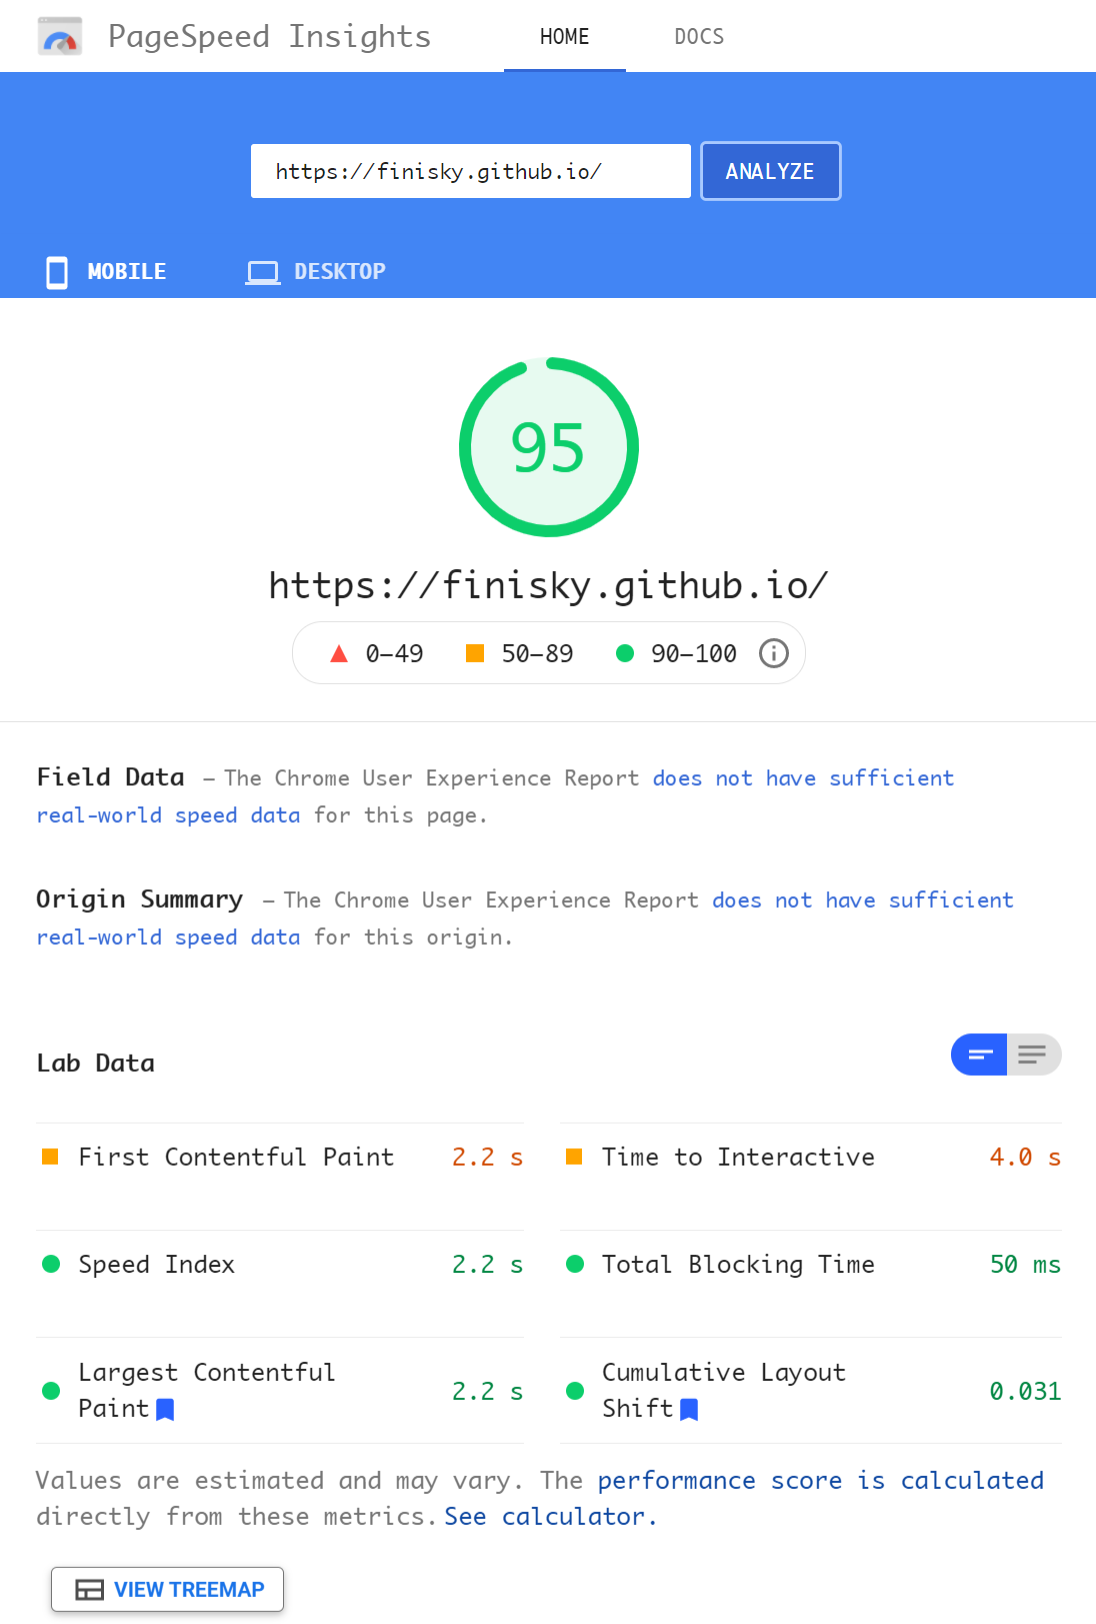 PageSpeed Insights HOME DOCS
https://finisky.github.io/ ANALYZE
MOBILE DESKTOP
95
https://finisky.github.io/
0–49 50–89 90–100
Field Data – The Chrome User Experience Report does not have sufficient
real-world speed data for this page.
Origin Summary – The Chrome User Experience Report does not have sufficient
real-world speed data for this origin.
Lab Data
First Contentful Paint 2.2 s
Time to Interactive 4.0 s
Speed Index 2.2 s
Total Blocking Time 50 ms
Largest Contentful
Paint 2.2 s
Cumulative Layout
Shift 0.031
Values are estimated and may vary. The performance score is calculated
directly from these metrics. See calculator.
VIEW TREEMAP